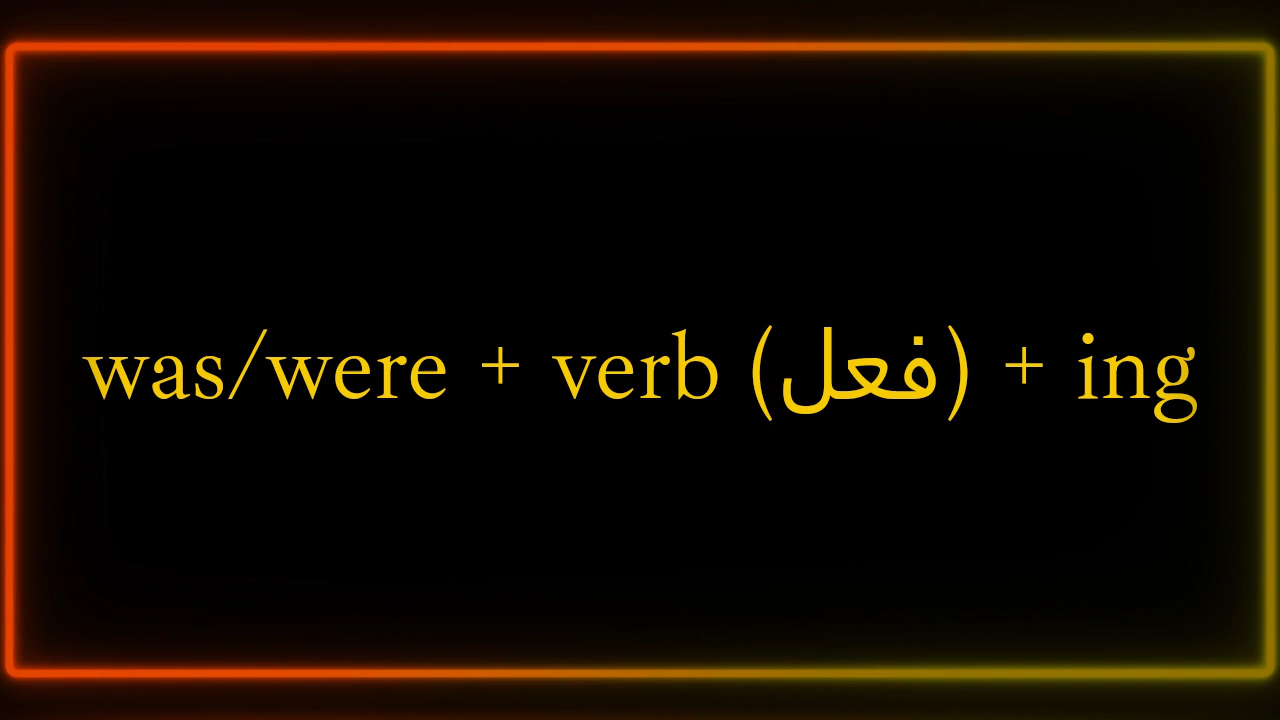 was/were + verb (فعل) + ing